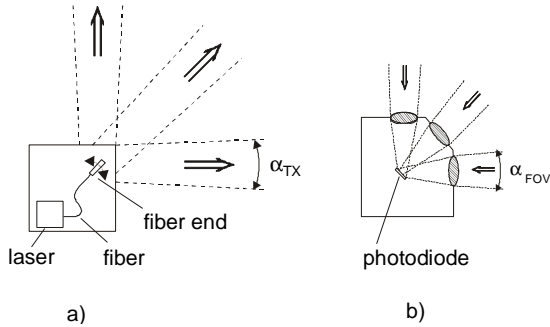 α_TX
fiber end
laser
fiber
a)
α_FOV
photodiode
b)